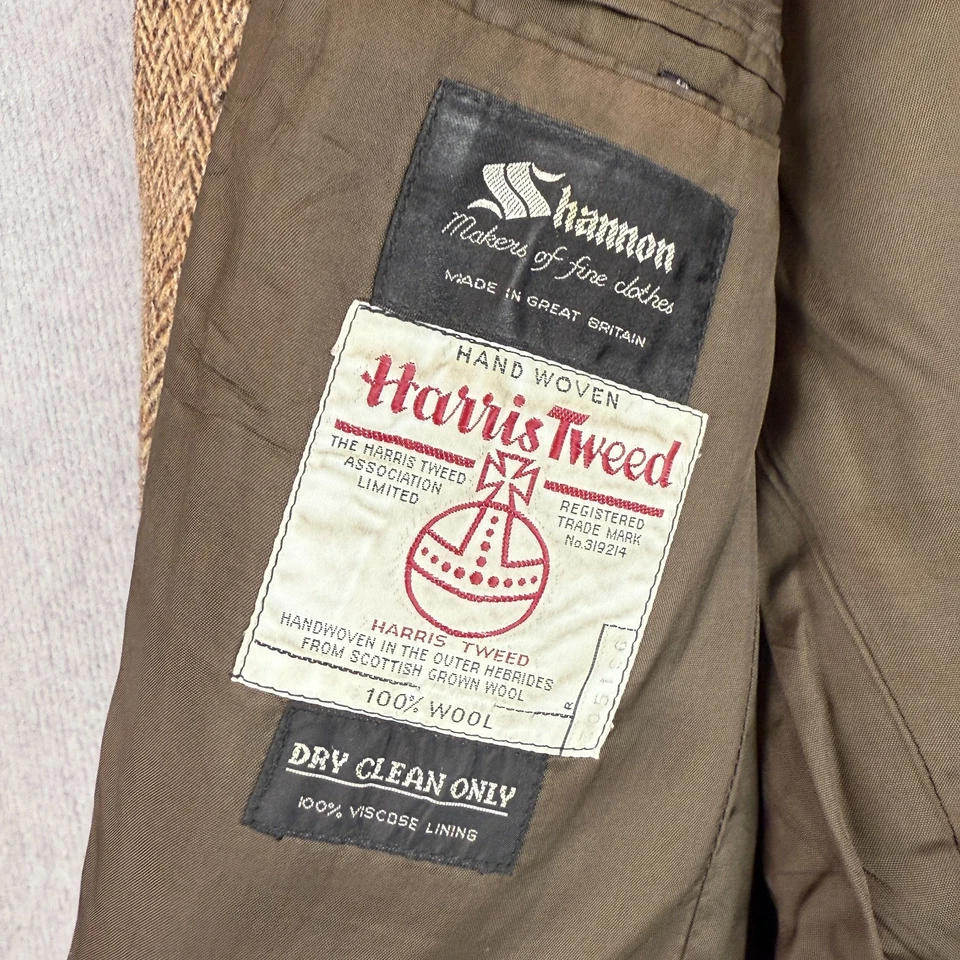 Shannon
Makers of fine clothes
MADE IN GREAT BRITAIN
HAND WOVEN
Harris Tweed
THE HARRIS TWEED
ASSOCIATION
LIMITED
REGISTERED
TRADE MARK
No.319214
HARRIS TWEED
HANDWOVEN IN THE OUTER HEBRIDES
FROM SCOTTISH GROWN WOOL
100% WOOL
R
DRY CLEAN ONLY
100% VISCOSE LINING